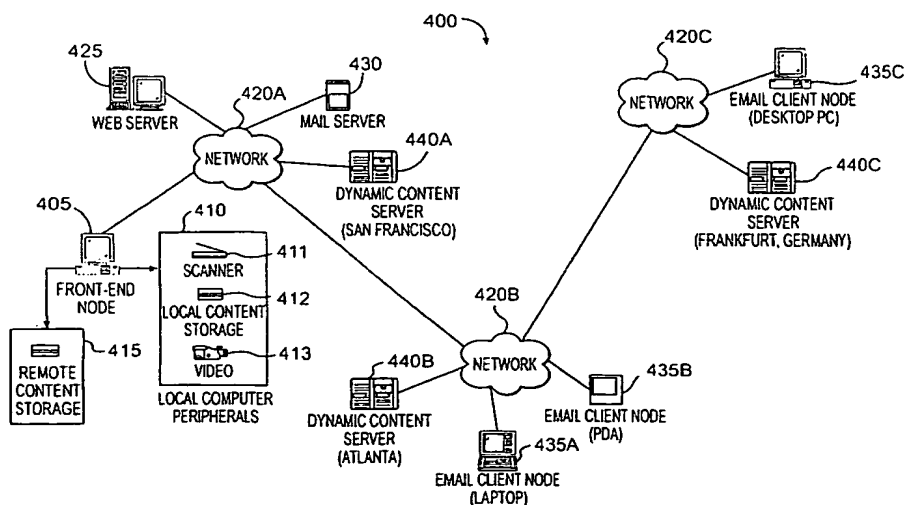 400
425
WEB SERVER
420A
430
MAIL SERVER
NETWORK
440A
DYNAMIC CONTENT
SERVER
(SAN FRANCISCO)
420C
NETWORK
435C
EMAIL CLIENT NODE
(DESKTOP PC)
440C
DYNAMIC CONTENT
SERVER
(FRANKFURT, GERMANY)
405
FRONT-END
NODE
410
411
SCANNER
412
LOCAL CONTENT
STORAGE
413
VIDEO
LOCAL COMPUTER
PERIPHERALS
415
REMOTE
CONTENT
STORAGE
420B
NETWORK
440B
DYNAMIC CONTENT
SERVER
(ATLANTA)
435A
EMAIL CLIENT NODE
(LAPTOP)
435B
EMAIL CLIENT NODE
(PDA)